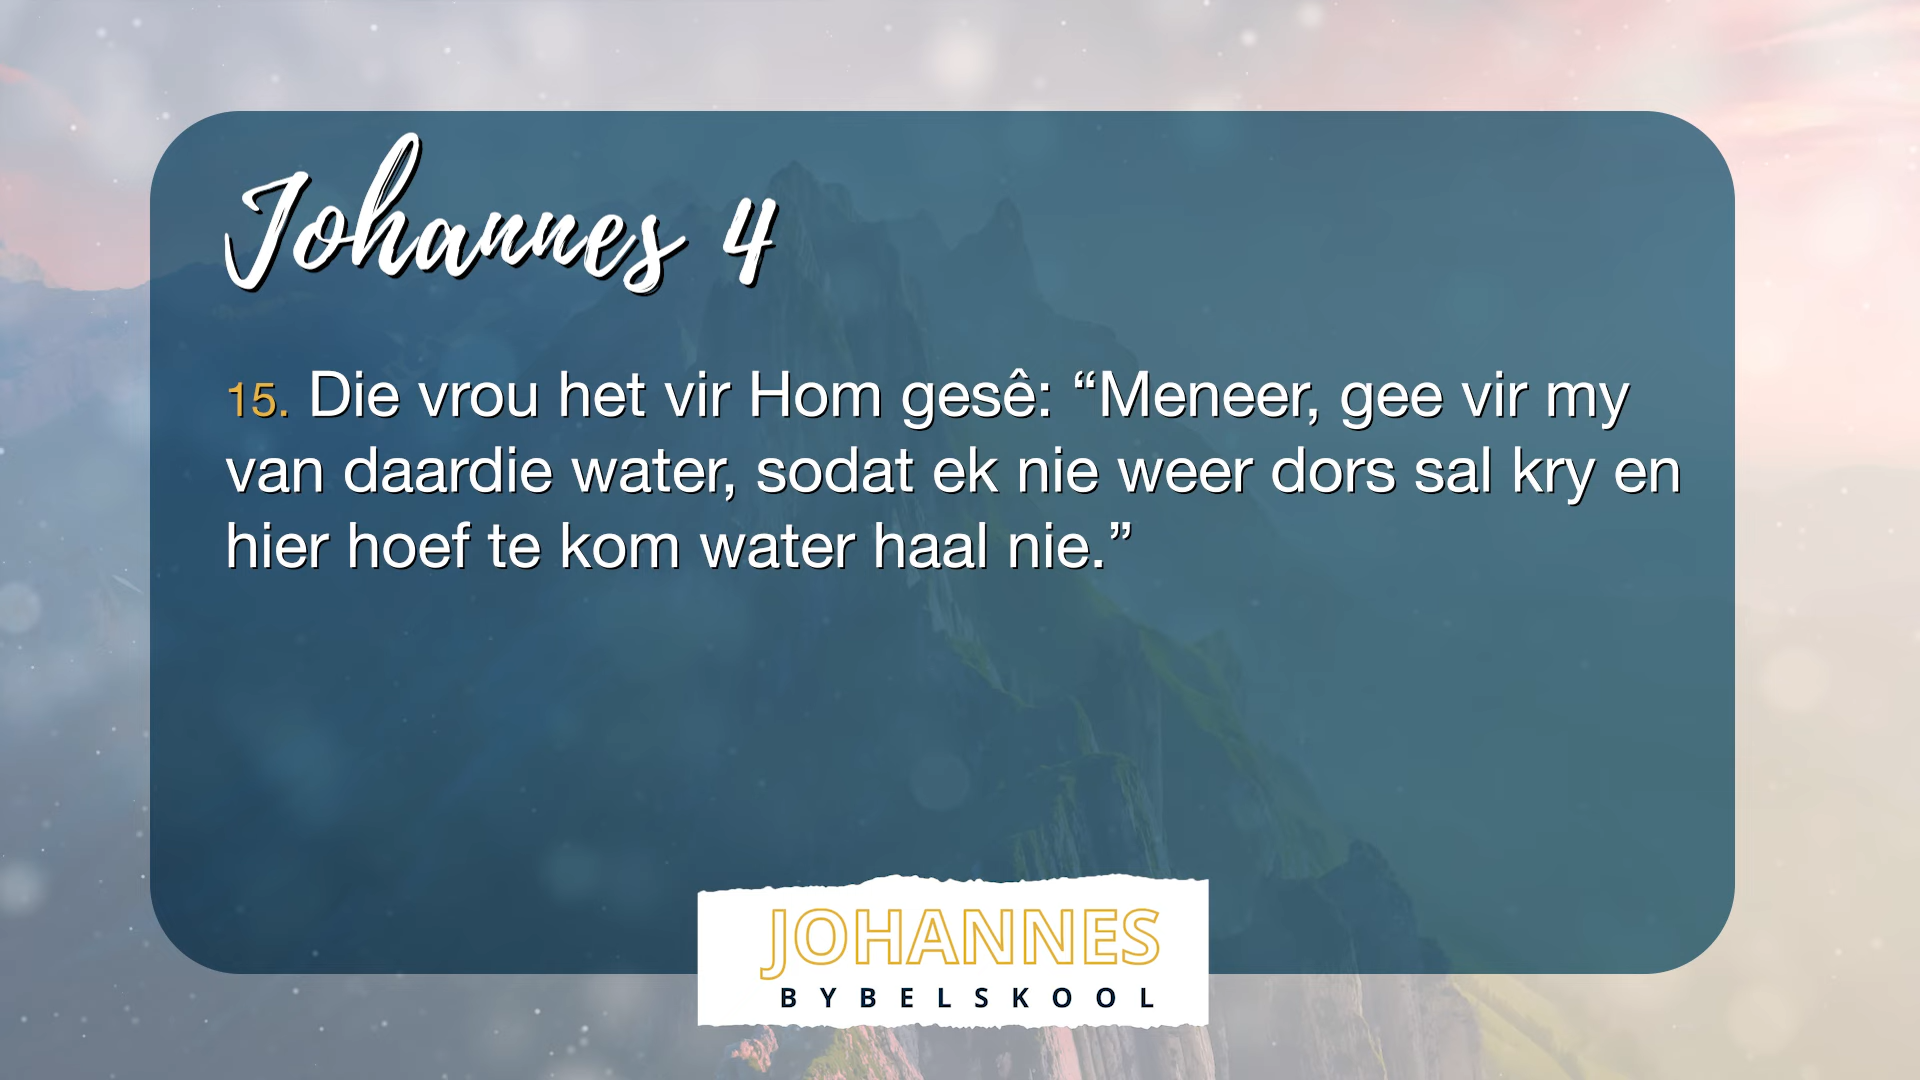 Johannes 4
15. Die vrou het vir Hom gesê: “Meneer, gee vir my
van daardie water, sodat ek nie weer dors sal kry en
hier hoef te kom water haal nie.”
JOHANNES
BYBELSKOOL